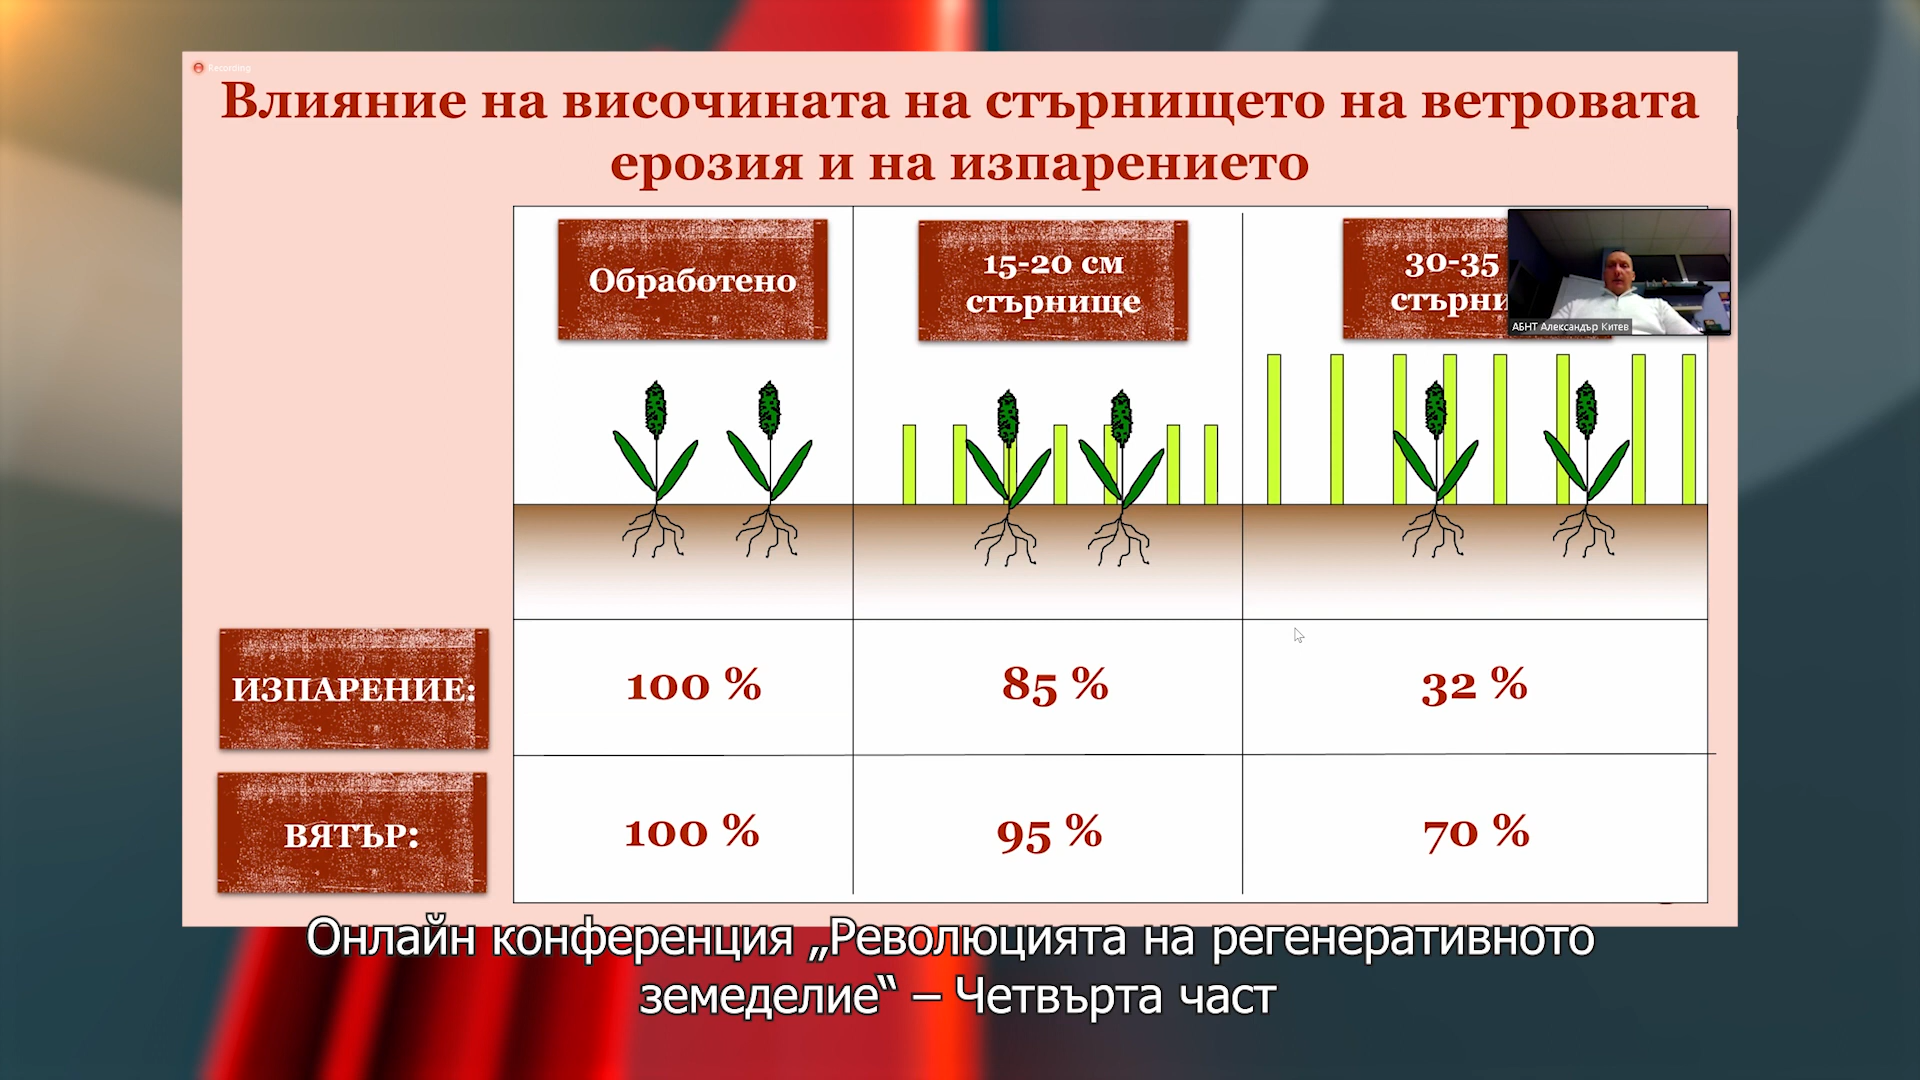 Recording
Влияние на височината на стърнището на ветровата
ерозия и на изпарението
Обработено
15-20 см
стърнище
30-35
стърни
АБНТ Александър Китев
ИЗПАРЕНИЕ:
100 %
85 %
32 %
ВЯТЪР:
100 %
95 %
70 %
Онлайн конференция „Революцията на регенеративното
земеделие“ – Четвърта част